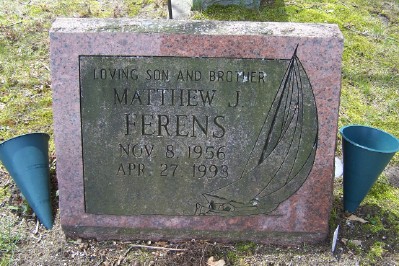 LOVING SON AND BROTHER
MATTHEW J.
FERENS
NOV 8 1956
APR. 27 1998